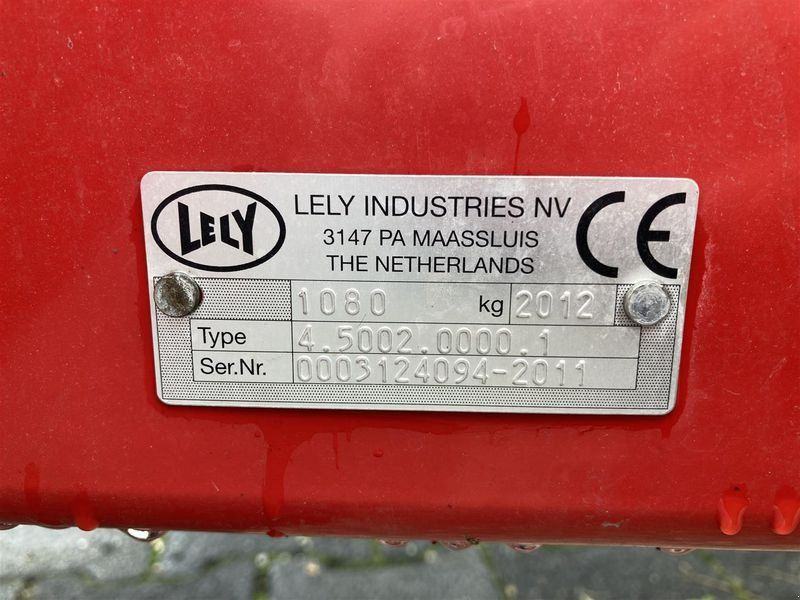 LELY
LELY INDUSTRIES NV
3147 PA MAASSLUIS
THE NETHERLANDS
CE
1080 kg 2012
Type 4.5002.0000.1
Ser.Nr. 0003124094-2011